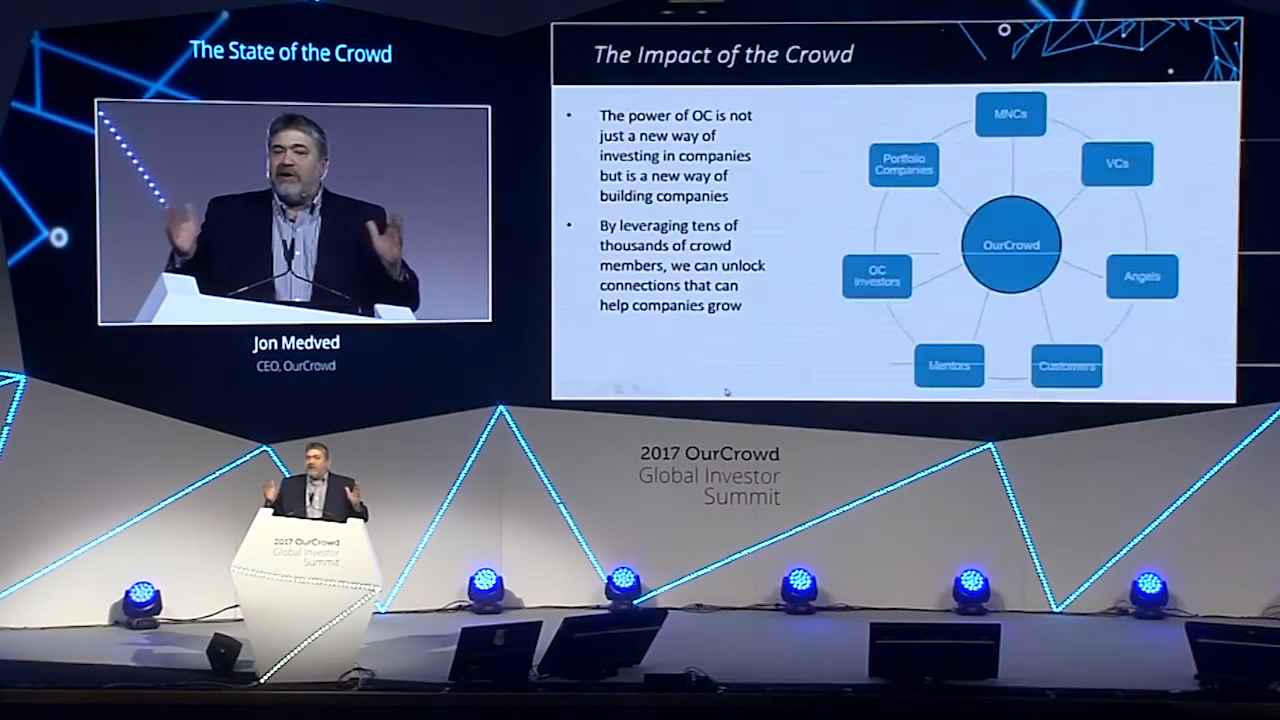 The State of the Crowd
Jon Medved
CEO, OurCrowd
The Impact of the Crowd
• The power of OC is not
just a new way of
investing in companies
but is a new way of
building companies
• By leveraging tens of
thousands of crowd
members, we can unlock
connections that can
help companies grow
MNCs
VCs
Angels
Customers
Mentors
OC
Investors
Portfolio
Companies
OurCrowd
2017 OurCrowd
Global Investor
Summit
2017 OurCrowd
Global Investor
Summit